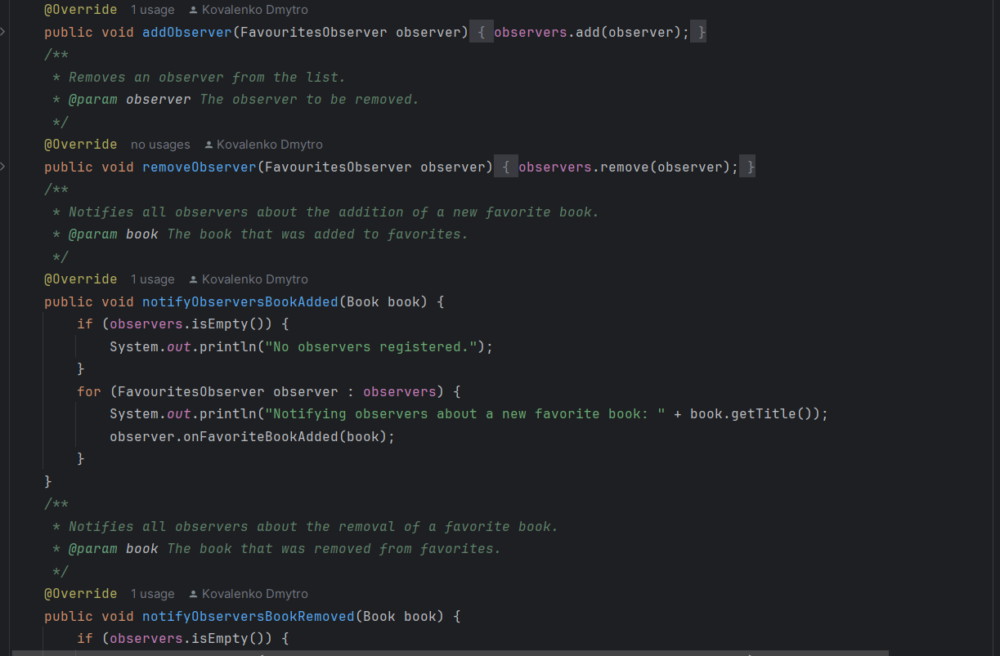 @Override 1 usage Kovalenko Dmytro
public void addObserver(FavouritesObserver observer) { observers.add(observer); }
/**
* Removes an observer from the list.
* @param observer The observer to be removed.
*/
@Override no usages Kovalenko Dmytro
public void removeObserver(FavouritesObserver observer) { observers.remove(observer); }
/**
* Notifies all observers about the addition of a new favorite book.
* @param book The book that was added to favorites.
*/
@Override 1 usage Kovalenko Dmytro
public void notifyObserversBookAdded(Book book) {
if (observers.isEmpty()) {
System.out.println("No observers registered.");
}
for (FavouritesObserver observer : observers) {
System.out.println("Notifying observers about a new favorite book: " + book.getTitle());
observer.onFavoriteBookAdded(book);
}
}
/**
* Notifies all observers about the removal of a favorite book.
* @param book The book that was removed from favorites.
*/
@Override 1 usage Kovalenko Dmytro
public void notifyObserversBookRemoved(Book book) {
if (observers.isEmpty()) {